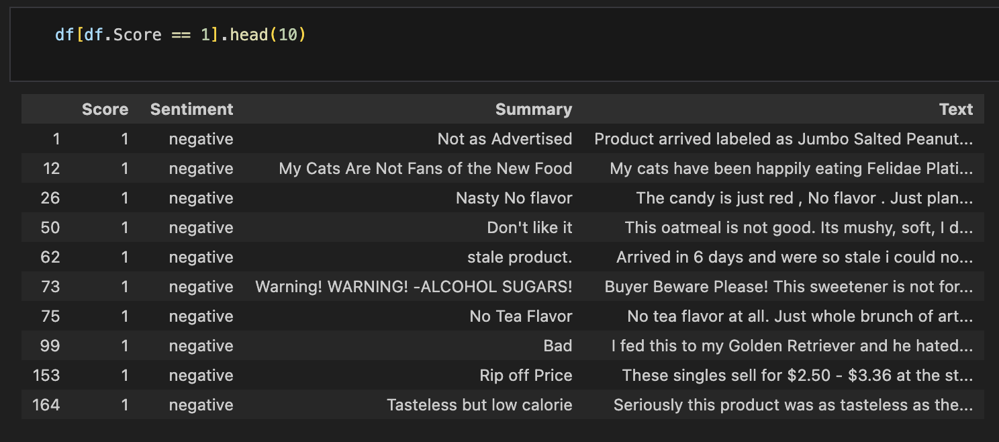 df[df.Score == 1].head(10)
Score Sentiment Summary Text
1 1 negative Not as Advertised Product arrived labeled as Jumbo Salted Peanut...
12 1 negative My Cats Are Not Fans of the New Food My cats have been happily eating Felidae Plati...
26 1 negative Nasty No flavor The candy is just red , No flavor . Just plan...
50 1 negative Don't like it This oatmeal is not good. Its mushy, soft, I d...
62 1 negative stale product. Arrived in 6 days and were so stale i could no...
73 1 negative Warning! WARNING! -ALCOHOL SUGARS! Buyer Beware Please! This sweetener is not for...
75 1 negative No Tea Flavor No tea flavor at all. Just whole brunch of art...
99 1 negative Bad I fed this to my Golden Retriever and he hated...
153 1 negative Rip off Price These singles sell for $2.50 - $3.36 at the st...
164 1 negative Tasteless but low calorie Seriously this product was as tasteless as the...